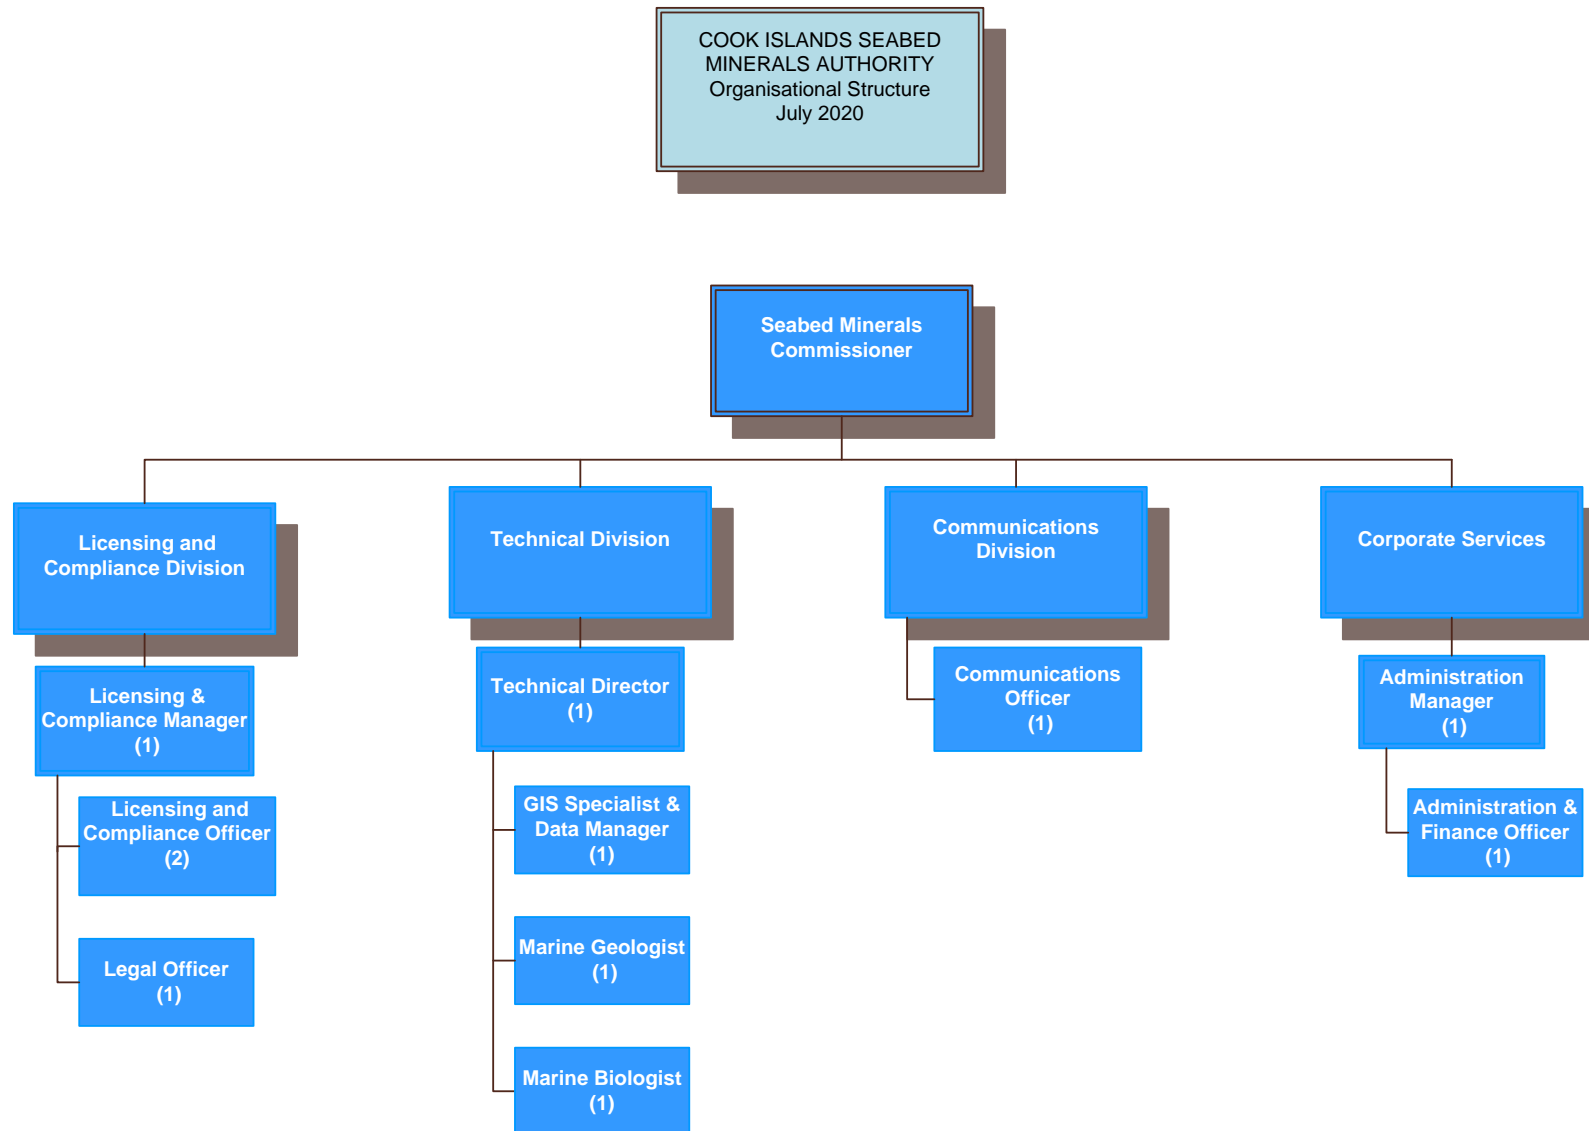 COOK ISLANDS SEABED
MINERALS AUTHORITY
Organisational Structure
July 2020
Seabed Minerals
Commissioner
Licensing and
Compliance Division
Technical Division
Communications
Division
Corporate Services
Licensing &
Compliance Manager
(1)
Licensing and
Compliance Officer
(2)
Legal Officer
(1)
Technical Director
(1)
GIS Specialist &
Data Manager
(1)
Marine Geologist
(1)
Marine Biologist
(1)
Communications
Officer
(1)
Administration
Manager
(1)
Administration &
Finance Officer
(1)